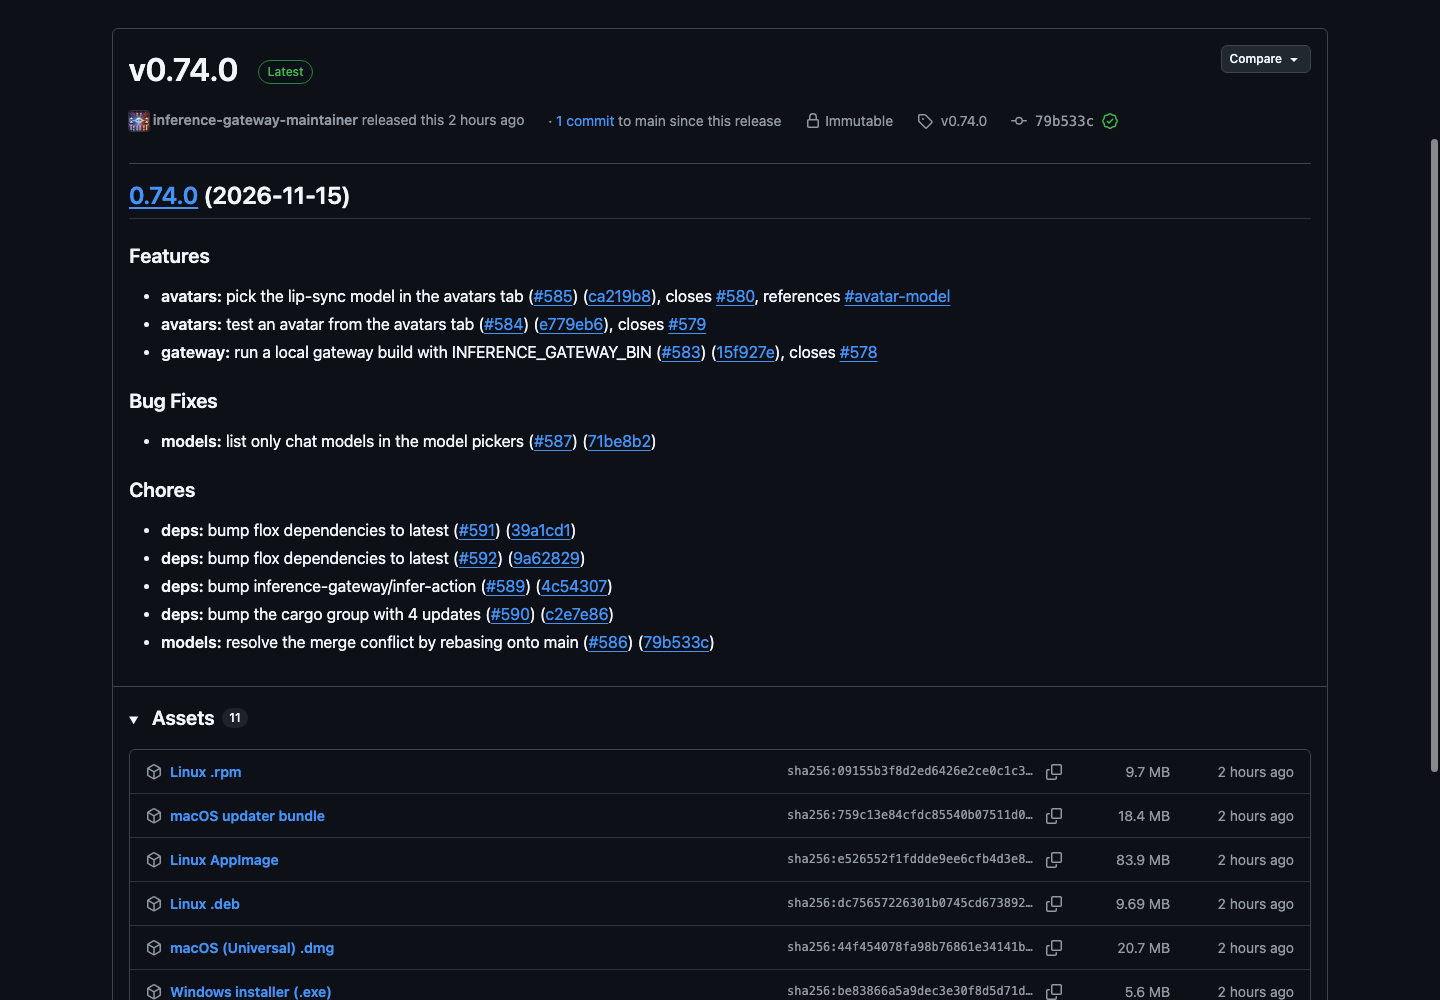 v0.74.0 Latest Compare
inference-gateway-maintainer released this 2 hours ago · 1 commit to main since this release Immutable v0.74.0 79b533c
0.74.0 (2026-11-15)
Features
• avatars: pick the lip-sync model in the avatars tab (#585) (ca219b8), closes #580, references #avatar-model
• avatars: test an avatar from the avatars tab (#584) (e779eb6), closes #579
• gateway: run a local gateway build with INFERENCE_GATEWAY_BIN (#583) (15f927e), closes #578
Bug Fixes
• models: list only chat models in the model pickers (#587) (71be8b2)
Chores
• deps: bump flox dependencies to latest (#591) (39a1cd1)
• deps: bump flox dependencies to latest (#592) (9a62829)
• deps: bump inference-gateway/infer-action (#589) (4c54307)
• deps: bump the cargo group with 4 updates (#590) (c2e7e86)
• models: resolve the merge conflict by rebasing onto main (#586) (79b533c)
Assets 11
Linux .rpm sha256:09155b3f8d2ed6426e2ce0c1c3… 9.7 MB 2 hours ago
macOS updater bundle sha256:759c13e84cfdc85540b07511d0… 18.4 MB 2 hours ago
Linux AppImage sha256:e526552f1fddde9ee6cfb4d3e8… 83.9 MB 2 hours ago
Linux .deb sha256:dc75657226301b0745cd673892… 9.69 MB 2 hours ago
macOS (Universal) .dmg sha256:44f454078fa98b76861e34141b… 20.7 MB 2 hours ago
Windows installer (.exe) sha256:be83866a5a9dec3e30f8d5d71d… 5.6 MB 2 hours ago